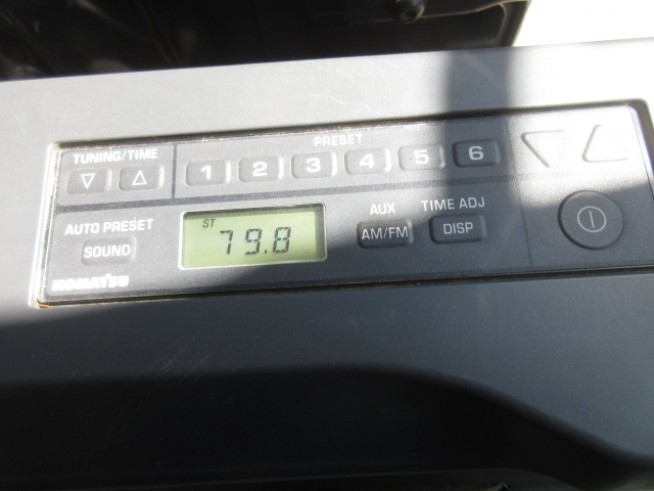 PRESET
TUNING/TIME
1 2 3 4 5 6
AUTO PRESET
SOUND
ST
79.8
AUX
AM/FM
TIME ADJ
DISP
KOMATSU